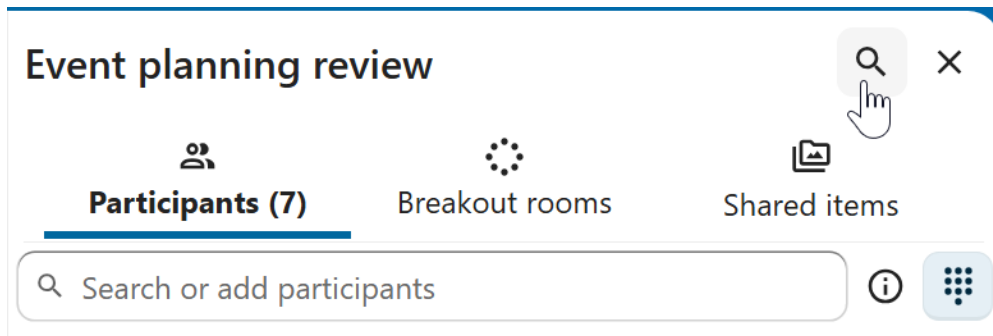 Event planning review
Participants (7)
Breakout rooms
Shared items
Search or add participants